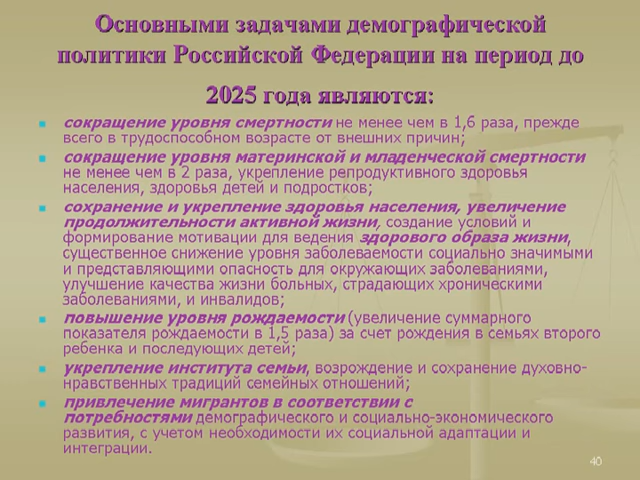 Основными задачами демографической
политики Российской Федерации на период до
2025 года являются:
сокращение уровня смертности не менее чем в 1,6 раза, прежде
всего в трудоспособном возрасте от внешних причин;
сокращение уровня материнской и младенческой смертности
не менее чем в 2 раза, укрепление репродуктивного здоровья
населения, здоровья детей и подростков;
сохранение и укрепление здоровья населения, увеличение
продолжительности активной жизни, создание условий и
формирование мотивации для ведения здорового образа жизни,
существенное снижение уровня заболеваемости социально значимыми
и представляющими опасность для окружающих заболеваниями,
улучшение качества жизни больных, страдающих хроническими
заболеваниями, и инвалидов;
повышение уровня рождаемости (увеличение суммарного
показателя рождаемости в 1,5 раза) за счет рождения в семьях второго
ребенка и последующих детей;
укрепление института семьи, возрождение и сохранение духовно-
нравственных традиций семейных отношений;
привлечение мигрантов в соответствии с
потребностями демографического и социально-экономического
развития, с учетом необходимости их социальной адаптации и
интеграции.
40